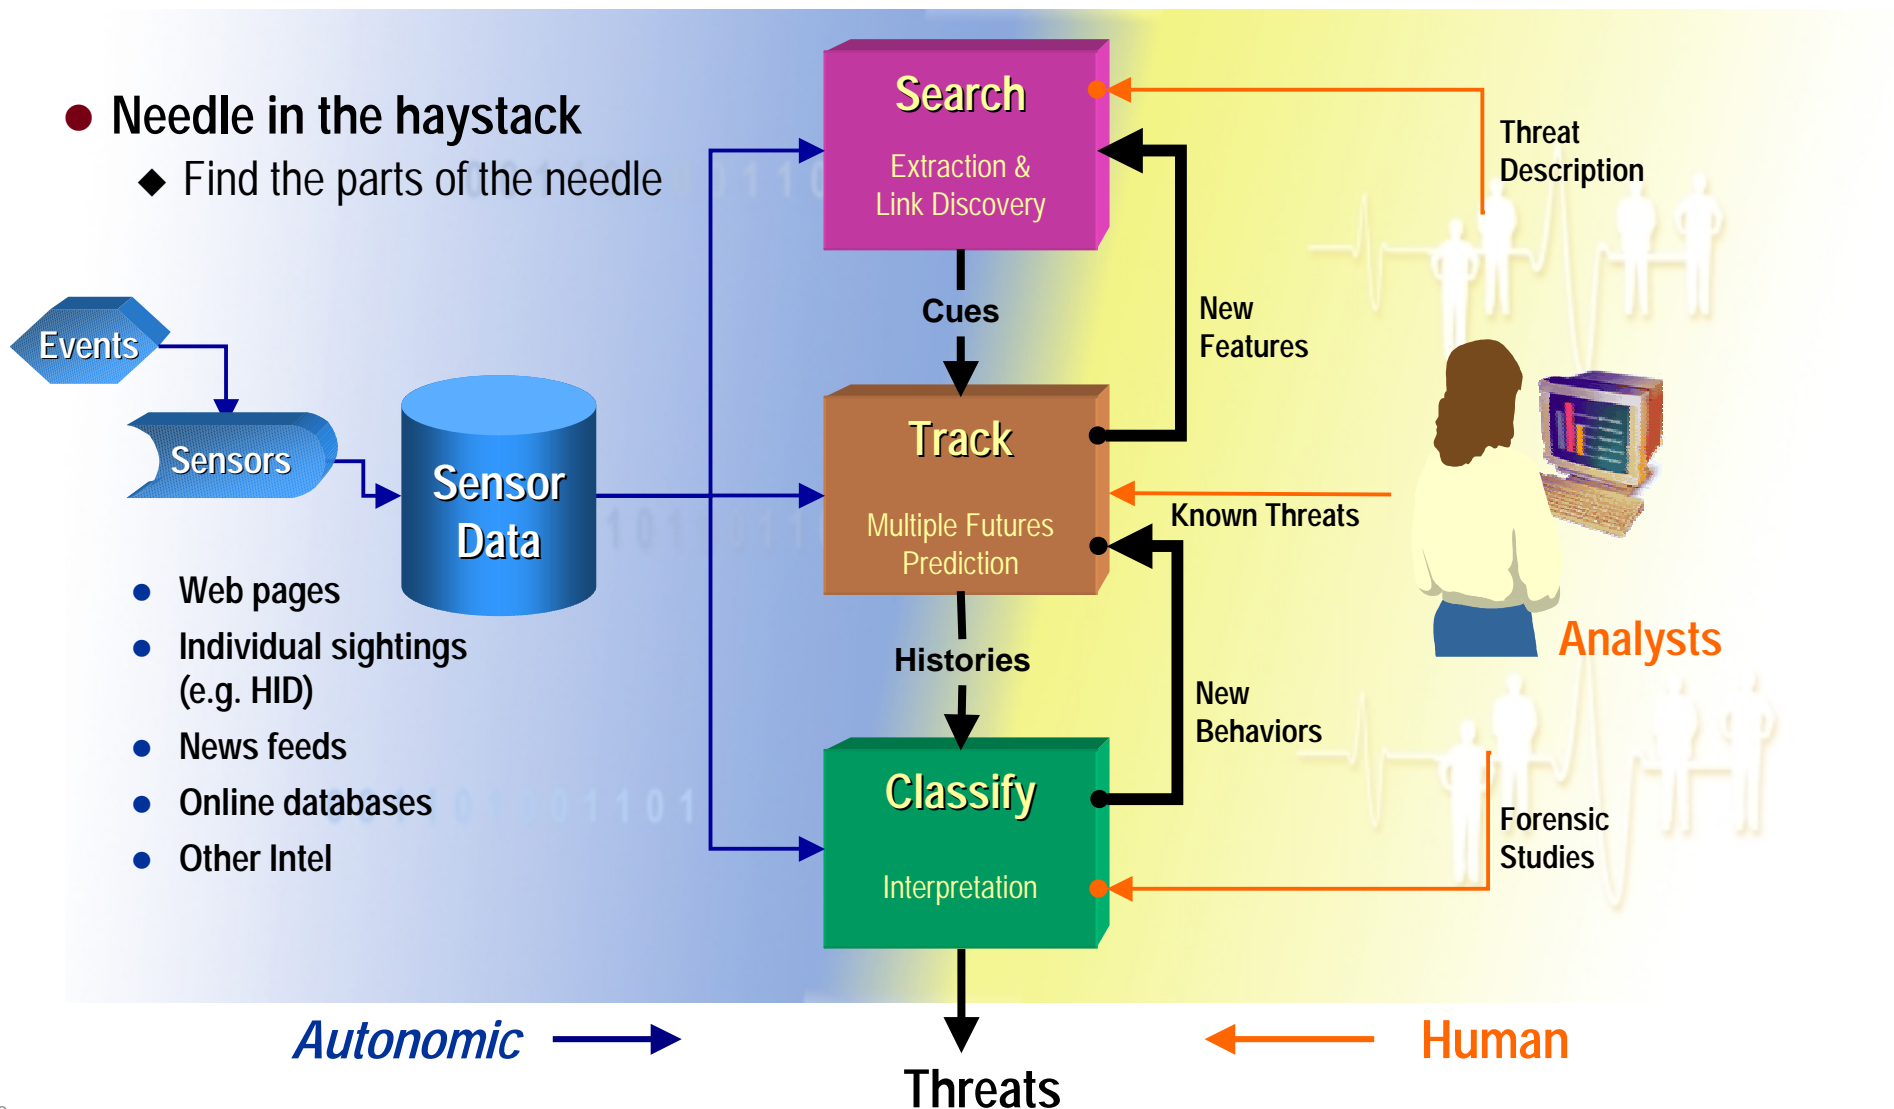 Needle in the haystack
Find the parts of the needle
Events
Sensors
Sensor
Data
Web pages
Individual sightings
(e.g. HID)
News feeds
Online databases
Other Intel
Search
Extraction &
Link Discovery
Cues
Track
Multiple Futures
Prediction
Histories
Classify
Interpretation
Threats
New
Features
New
Behaviors
Threat
Description
Known Threats
Analysts
Forensic
Studies
Autonomic
Human